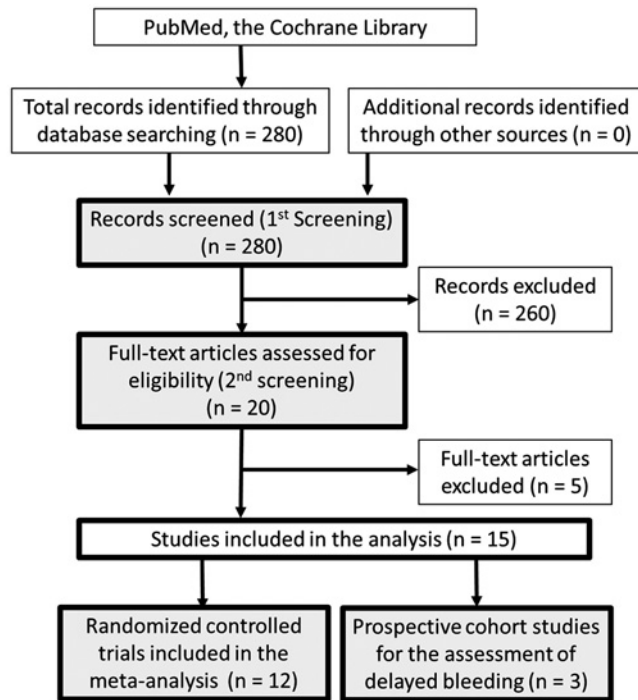 PubMed, the Cochrane Library
Total records identified through
database searching (n = 280)
Additional records identified
through other sources (n = 0)
Records screened (1st Screening)
(n = 280)
Records excluded
(n = 260)
Full-text articles assessed for
eligibility (2nd screening)
(n = 20)
Full-text articles
excluded (n = 5)
Studies included in the analysis (n = 15)
Randomized controlled
trials included in the
meta-analysis (n = 12)
Prospective cohort studies
for the assessment of
delayed bleeding (n = 3)